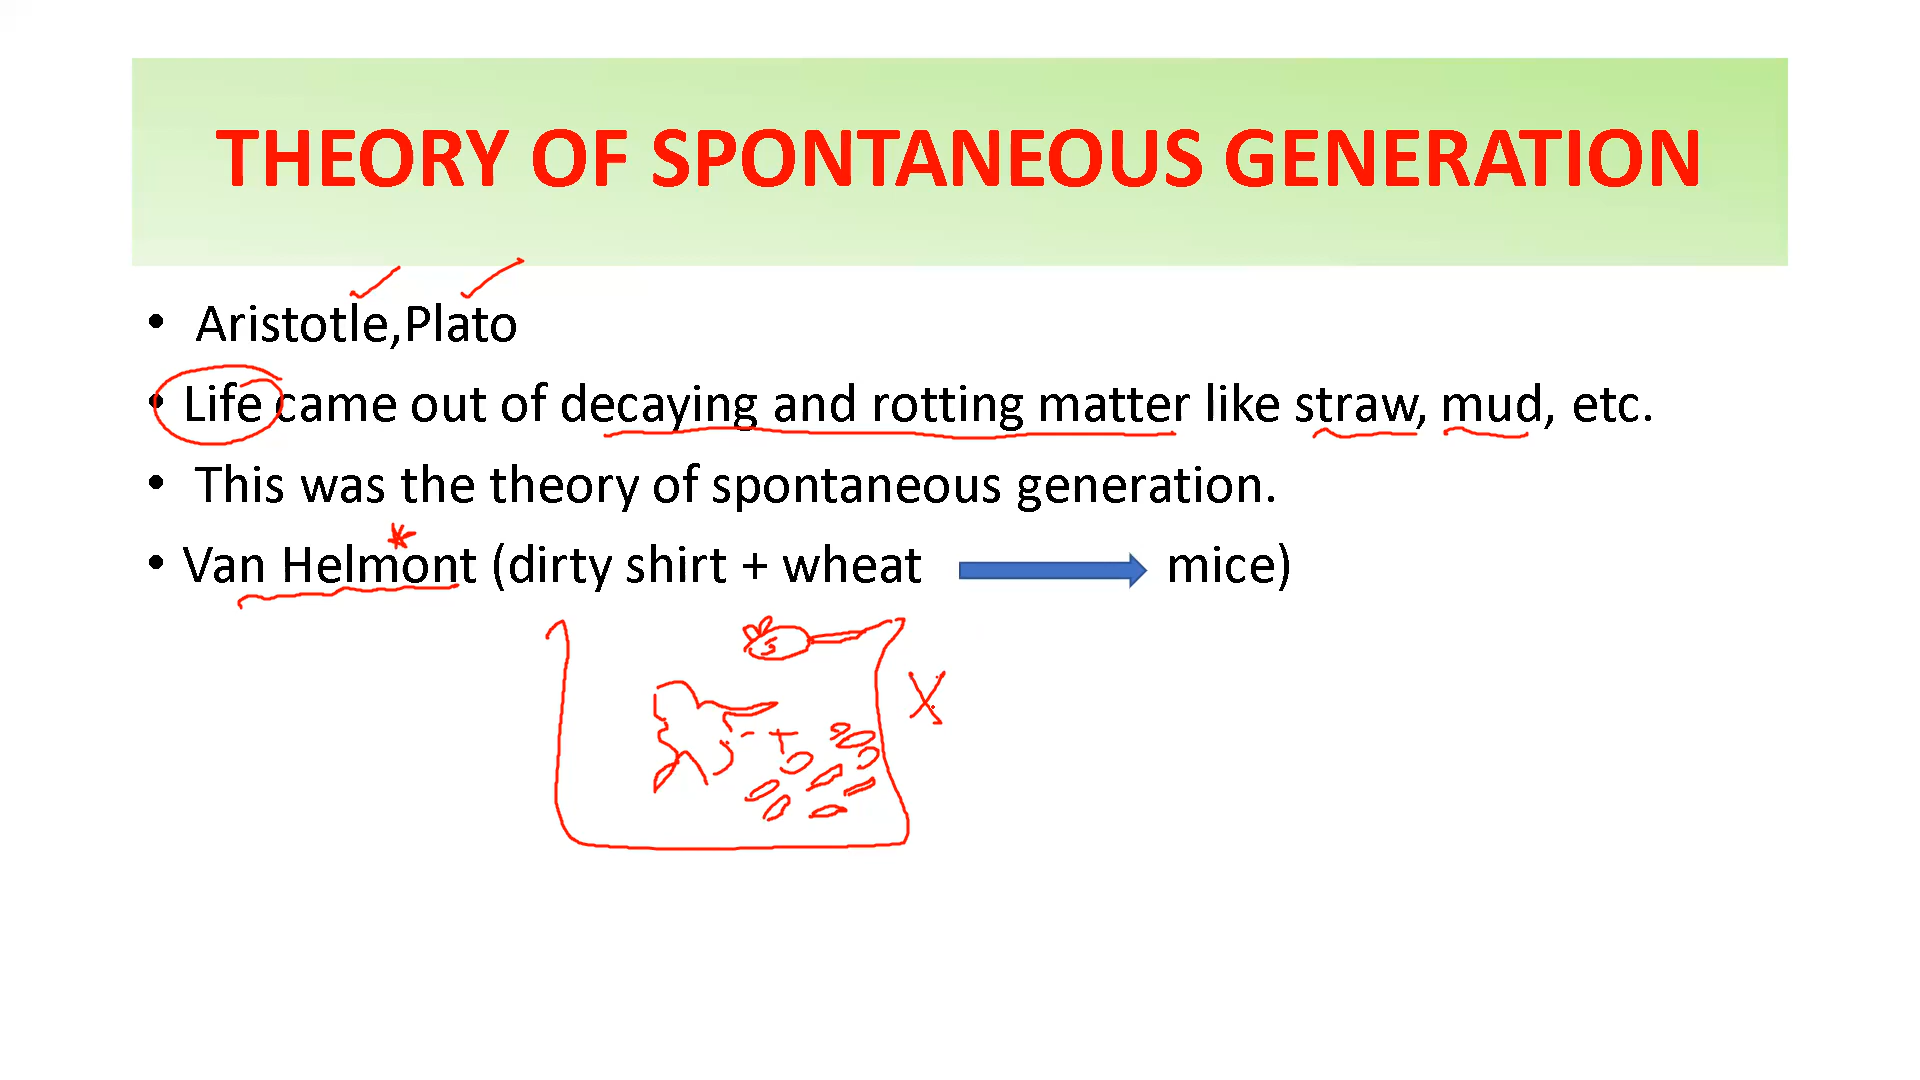 THEORY OF SPONTANEOUS GENERATION
• Aristotle,Plato
• Life came out of decaying and rotting matter like straw, mud, etc.
• This was the theory of spontaneous generation.
• Van Helmont (dirty shirt + wheat mice)
+
X